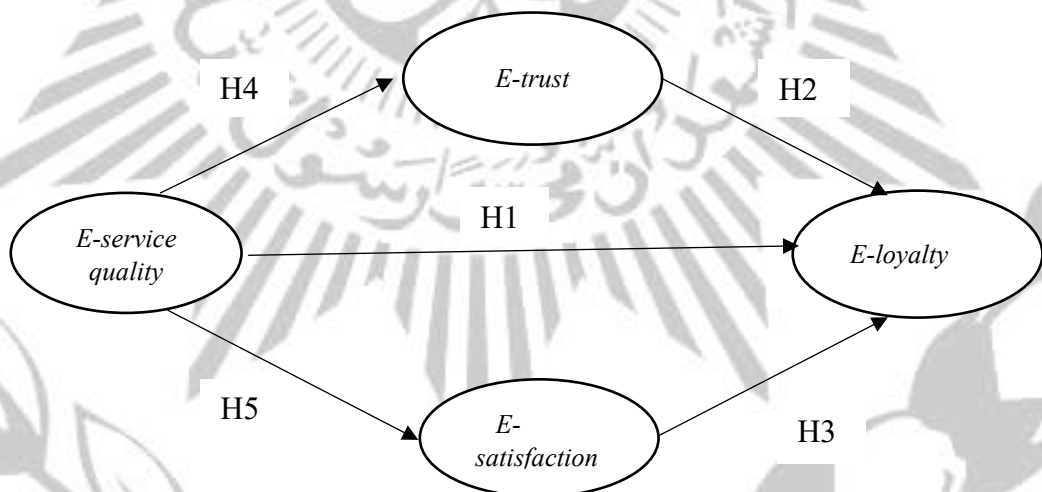 H4
E-trust
H2
H1
E-service
quality
E-loyalty
H5
E-
satisfaction
H3